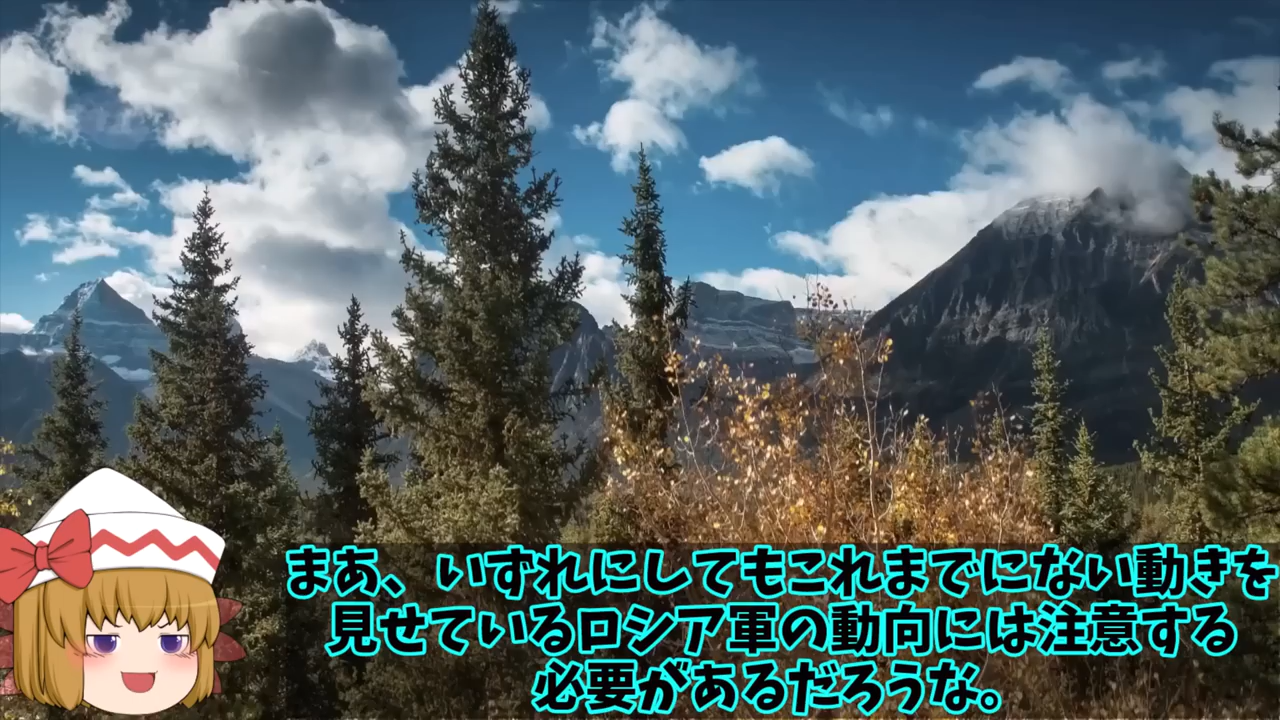 まあ、いずれにしてもこれまでにない動きを
見せているロシア軍の動向には注意する
必要があるだろうな。